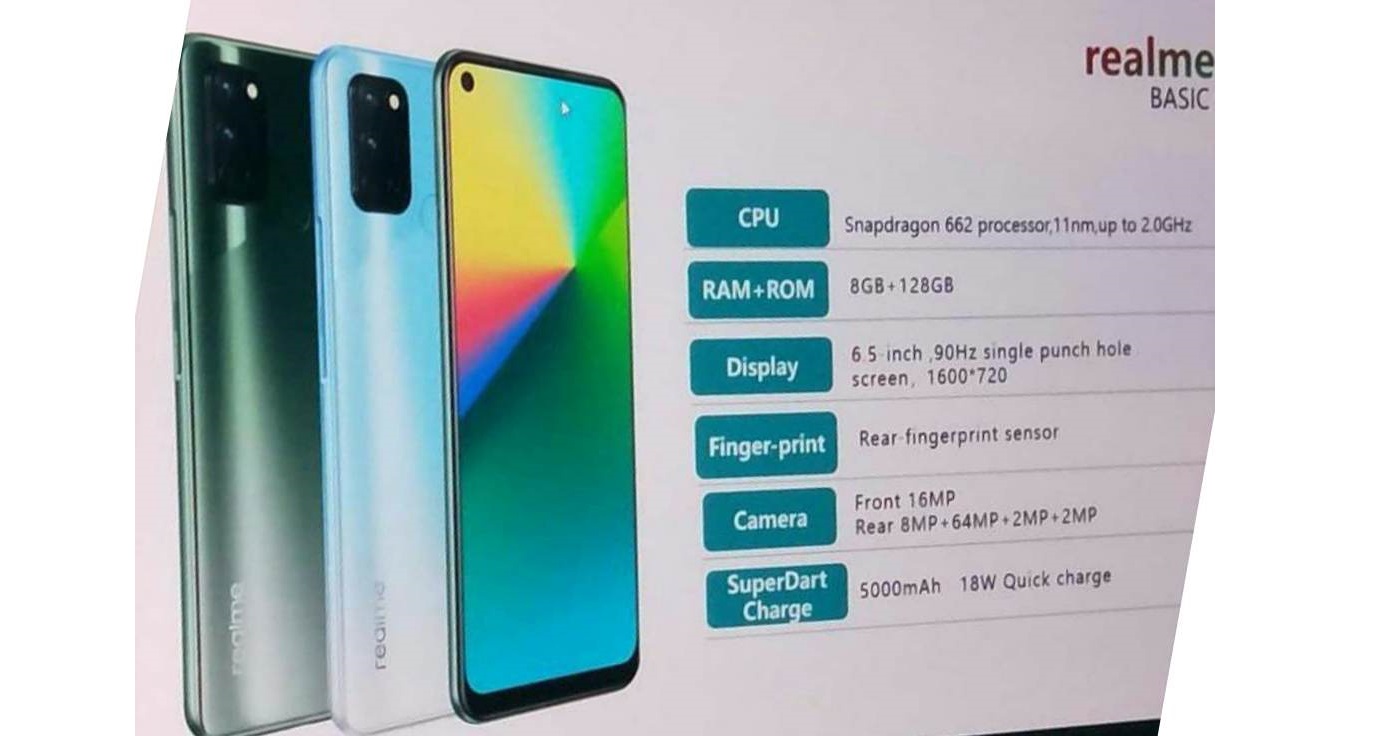 realme
BASIC
CPU
Snapdragon 662 processor,11nm,up to 2.0GHz
RAM+ROM
8GB+128GB
Display
6.5-inch ,90Hz single punch hole
screen, 1600*720
Finger-print
Rear-fingerprint sensor
Camera
Front 16MP
Rear 8MP+64MP+2MP+2MP
SuperDart
Charge
5000mAh 18W Quick charge
realme
realme